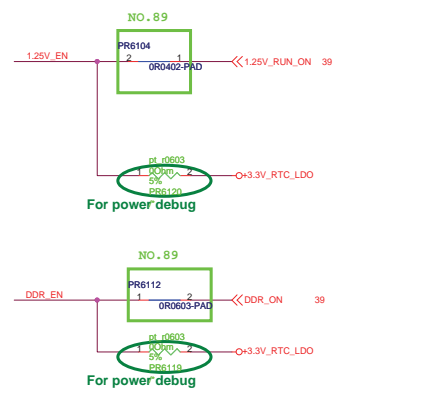 NO.89
PR6104
1.25V_EN
2 1
1.25V_RUN_ON 39
0R0402-PAD
pt_r0603
1 0Ohm 2
+3.3V_RTC_LDO
5%
PR6120
For power debug
NO.89
PR6112
DDR_EN
1 2
DDR_ON 39
0R0603-PAD
pt_r0603
1 0Ohm 2
+3.3V_RTC_LDO
5%
PR6119
For power debug